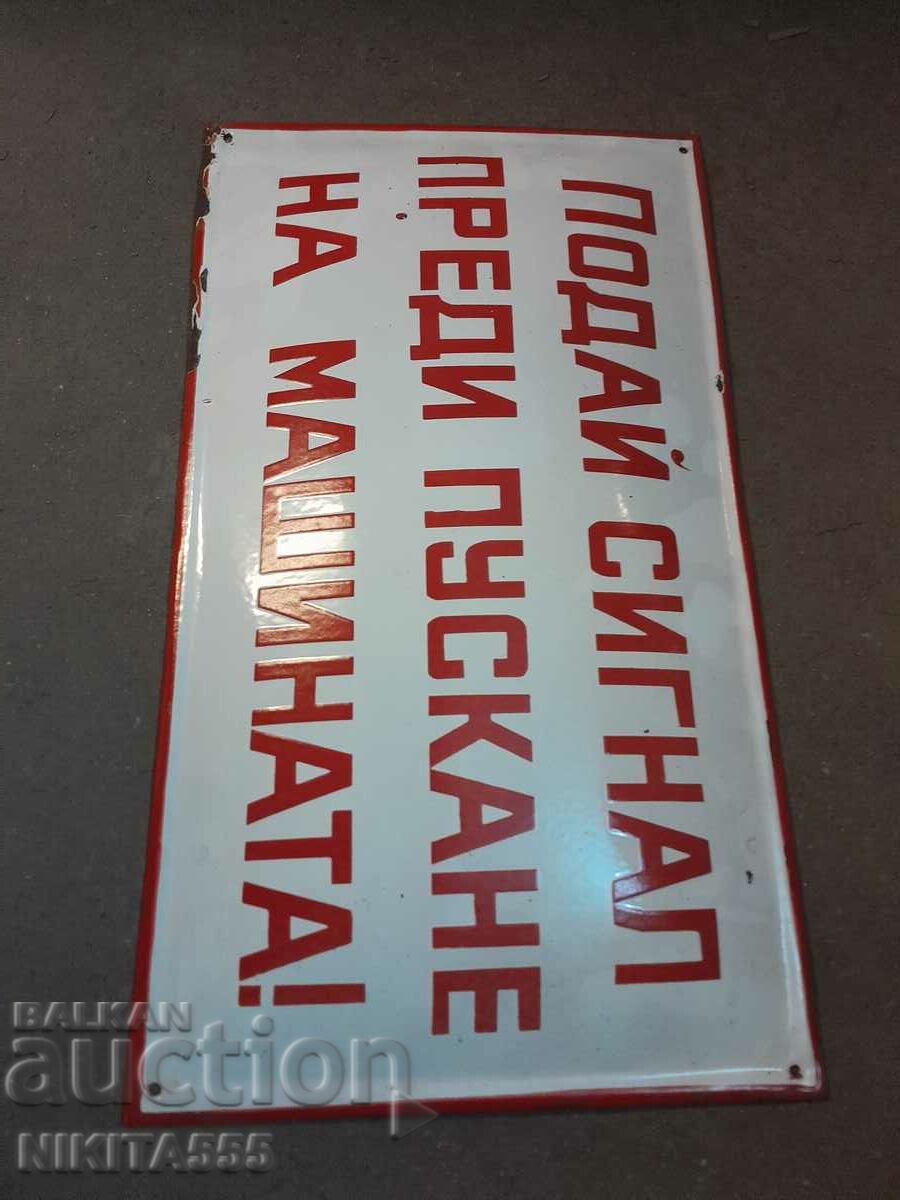 ПОДАЙ СИГНАЛ
ПРЕДИ ПУСКАНЕ
НА МАШИНАТА!
BALKAN
auction
NIKITA555